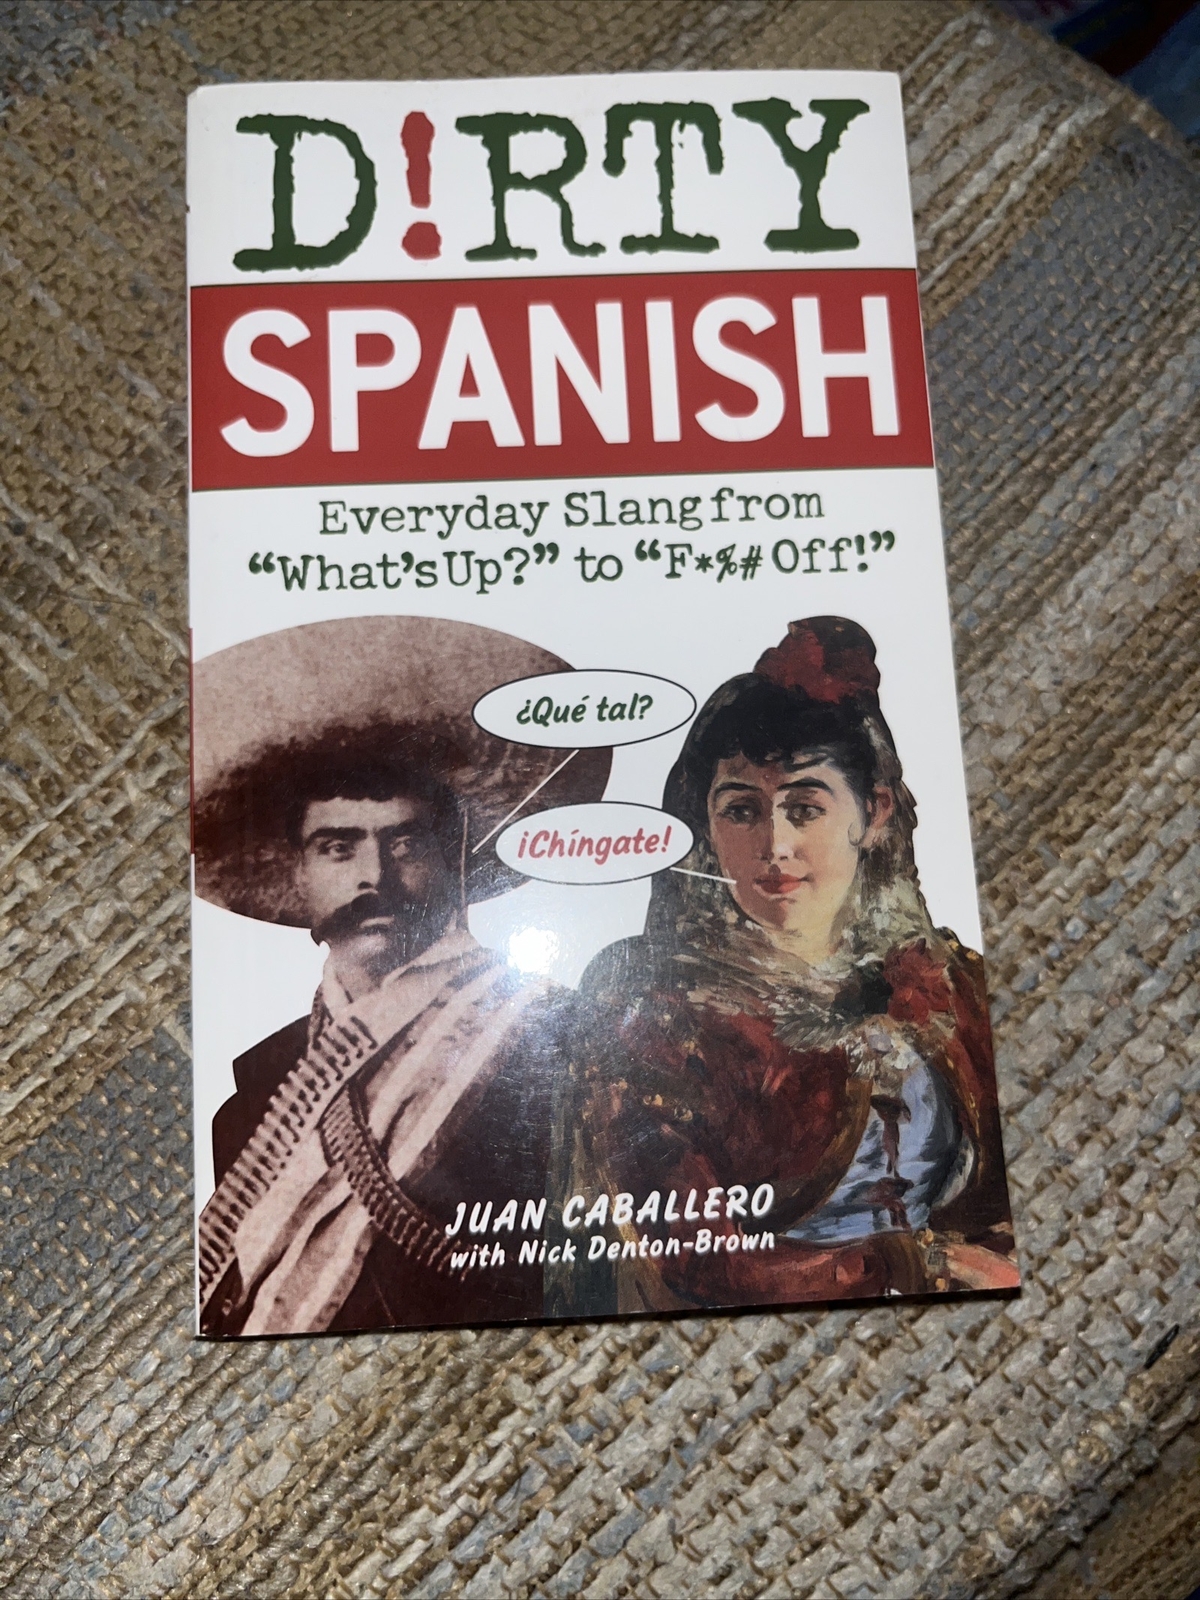 D!RTY
SPANISH
Everyday Slang from
“What’s Up?” to “F*%# Off!”
¿Qué tal?
¡Chíngate!
JUAN CABALLERO
with Nick Denton-Brown